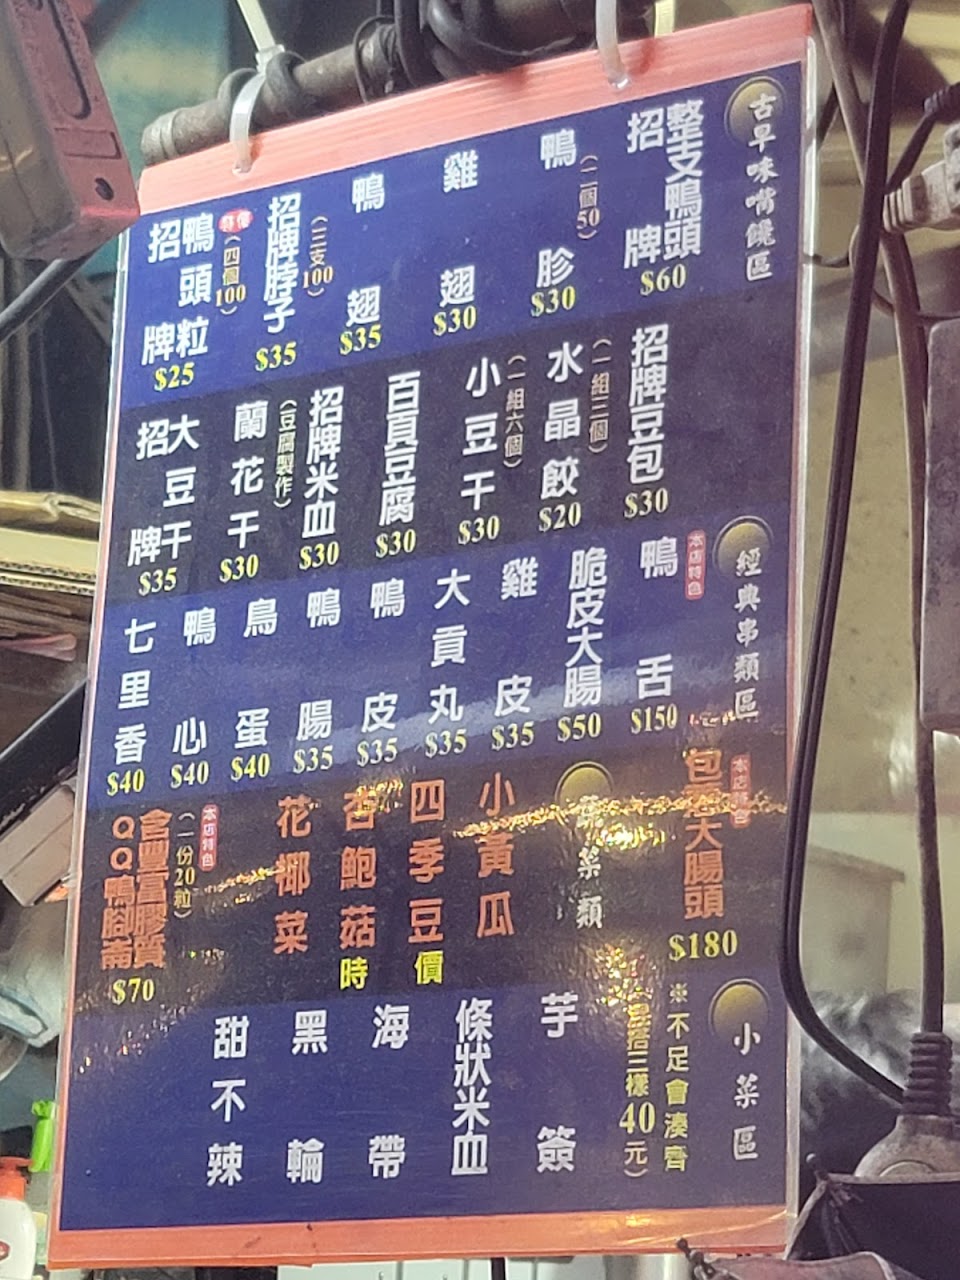 古早味嘴饞區
招牌整支鴨頭 $60
鴨胗 (二個50) $30
雞翅 $30
鴨翅 $35
招牌脖子 (三支100) $35
招牌鴨頭粒 特價 (四個100) $25
招牌豆包 $30
水晶餃 (一組三個) $20
小豆干 (一組六個) $30
百頁豆腐 $30
招牌米血 $30
蘭花干 (豆腐製作) $30
招牌大豆干 $35
經典串類區
鴨舌 本店特色 $150
脆皮大腸 $50
雞皮 $35
大貢丸 $35
鴨皮 $35
鴨腸 $35
鳥蛋 $40
鴨心 $40
七里香 $40
本店特色
包蔥大腸頭 $180
菜類
小黃瓜
四季豆
杏鮑菇
花椰菜
時價
本店特色
(一份20粒)
含豐富膠質
QQ鴨腳崙 $70
小菜區
※不足會湊齊
搭三樣40元)
芋簽
條狀米血
海帶
黑輪
甜不辣